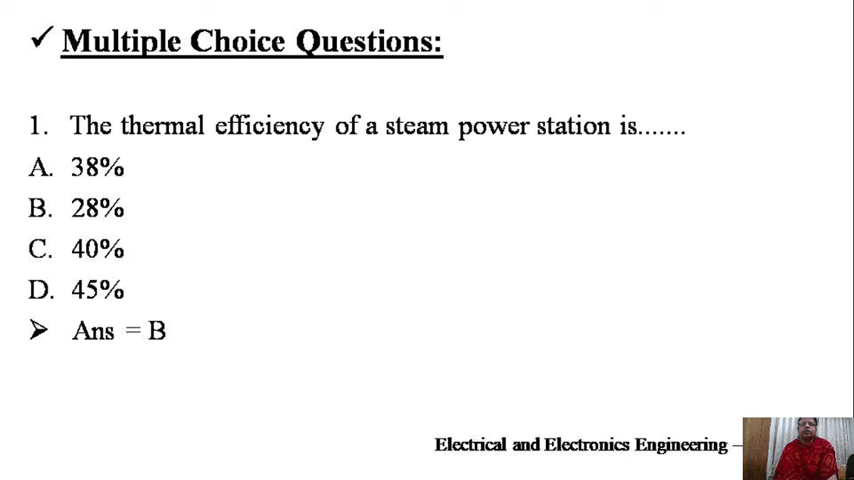 ✓ Multiple Choice Questions:
1. The thermal efficiency of a steam power station is.......
A. 38%
B. 28%
C. 40%
D. 45%
➢ Ans = B
Electrical and Electronics Engineering –